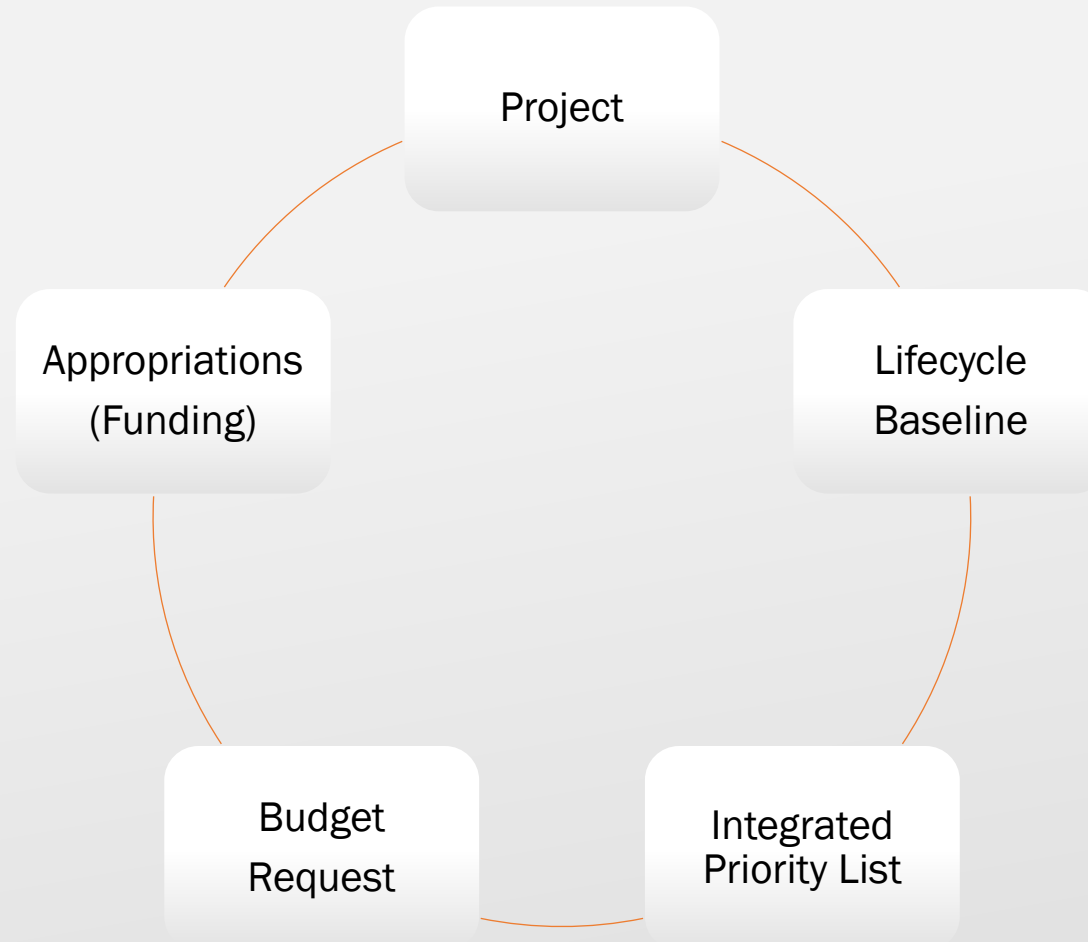 Project
Lifecycle
Baseline
Integrated
Priority List
Budget
Request
Appropriations
(Funding)